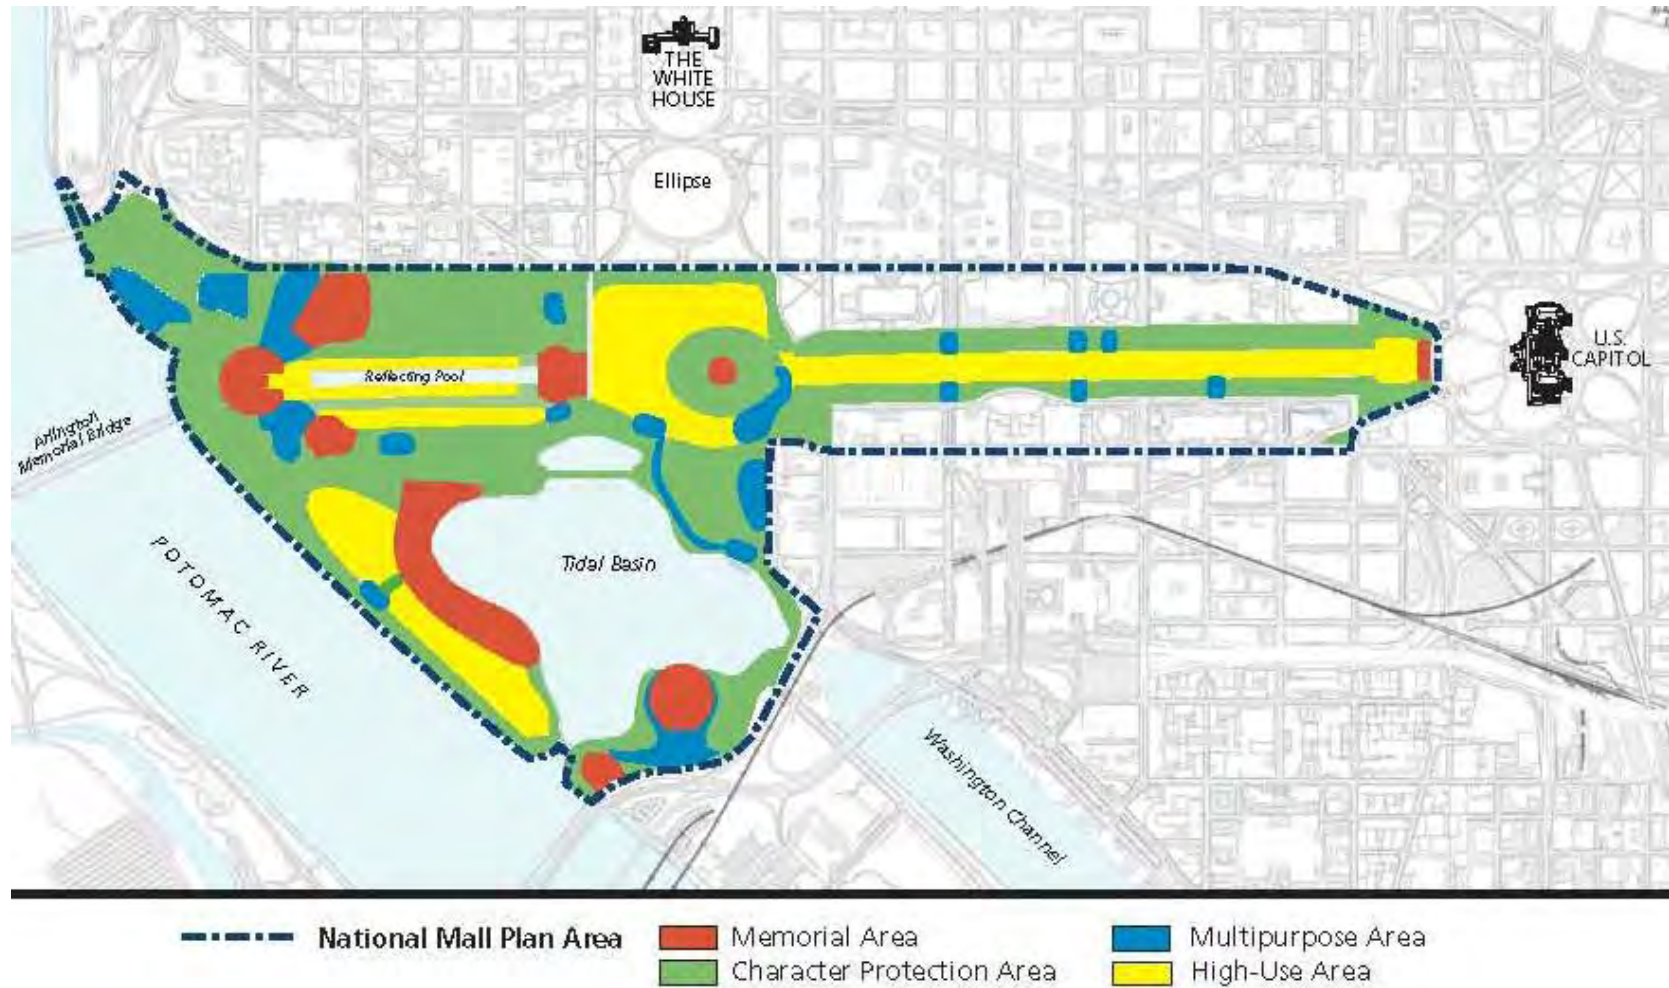 THE
WHITE
HOUSE
Ellipse
U.S.
CAPITOL
Reflecting Pool
Arlington
Memorial Bridge
Tidal Basin
POTOMAC RIVER
Washington Channel
National Mall Plan Area
Memorial Area
Character Protection Area
Multipurpose Area
High-Use Area